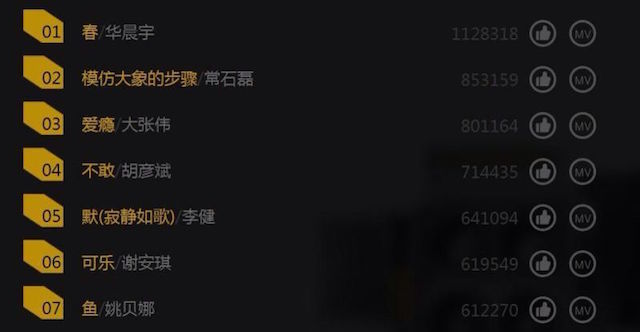 01 春/华晨宇 1128318 MV
02 模仿大象的步骤/常石磊 853159 MV
03 爱瘾/大张伟 801164 MV
04 不敢/胡彦斌 714435 MV
05 默(寂静如歌)/李健 641094 MV
06 可乐/谢安琪 619549 MV
07 鱼/姚贝娜 612270 MV